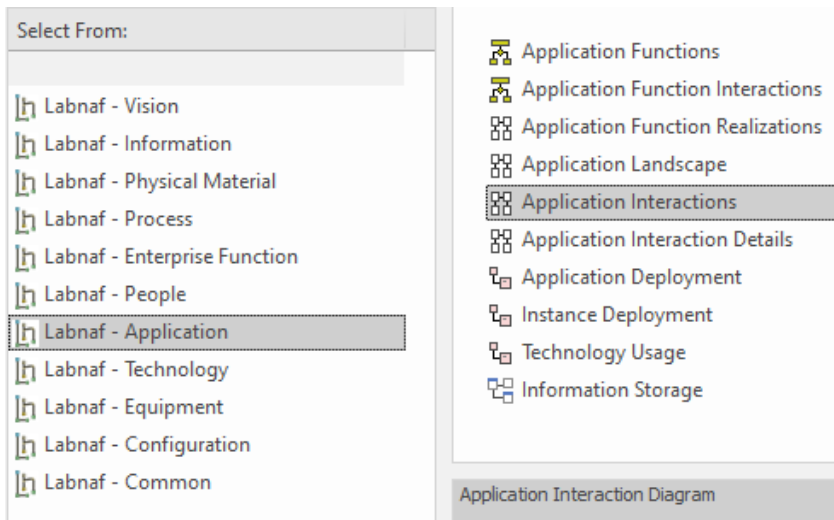 Select From:
Labnaf - Vision
Labnaf - Information
Labnaf - Physical Material
Labnaf - Process
Labnaf - Enterprise Function
Labnaf - People
Labnaf - Application
Labnaf - Technology
Labnaf - Equipment
Labnaf - Configuration
Labnaf - Common
Application Functions
Application Function Interactions
Application Function Realizations
Application Landscape
Application Interactions
Application Interaction Details
Application Deployment
Instance Deployment
Technology Usage
Information Storage
Application Interaction Diagram